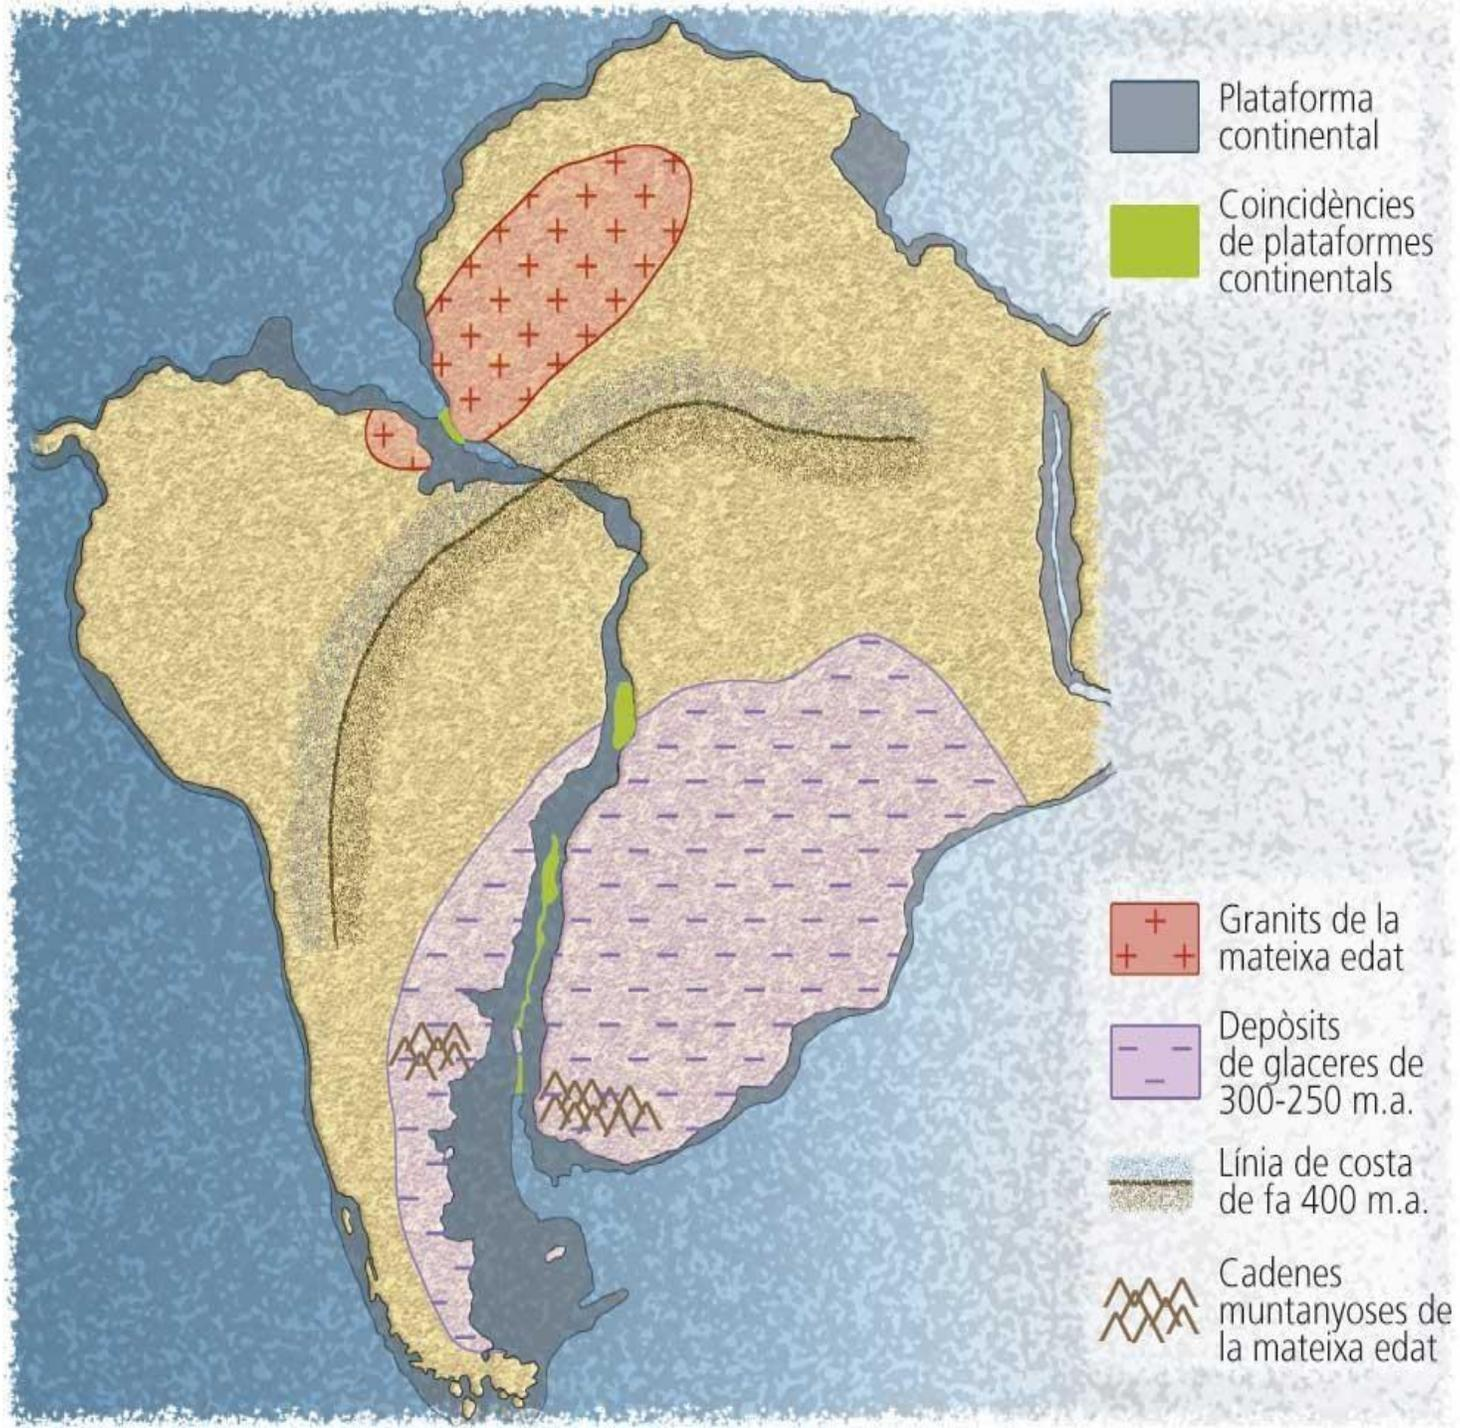 Plataforma
continental
Coincidències
de plataformes
continentals
Granits de la
mateixa edat
Depòsits
de glaceres de
300-250 m.a.
Línia de costa
de fa 400 m.a.
Cadenes
muntanyoses de
la mateixa edat